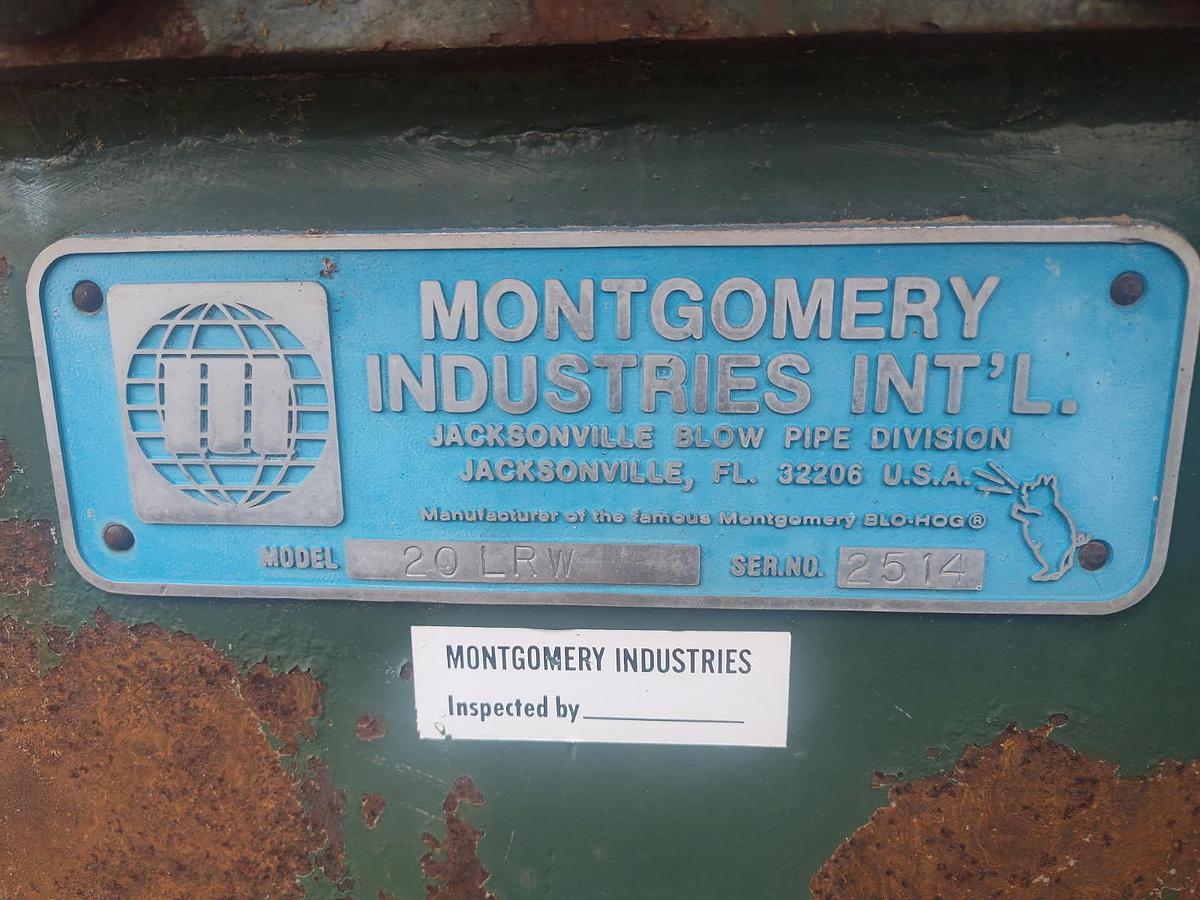 MONTGOMERY
INDUSTRIES INT'L.
JACKSONVILLE BLOW PIPE DIVISION
JACKSONVILLE, FL. 32206 U.S.A.
Manufacturer of the famous Montgomery BLO-HOG®
MODEL 20 LRW SER.NO. 2514
MONTGOMERY INDUSTRIES
Inspected by